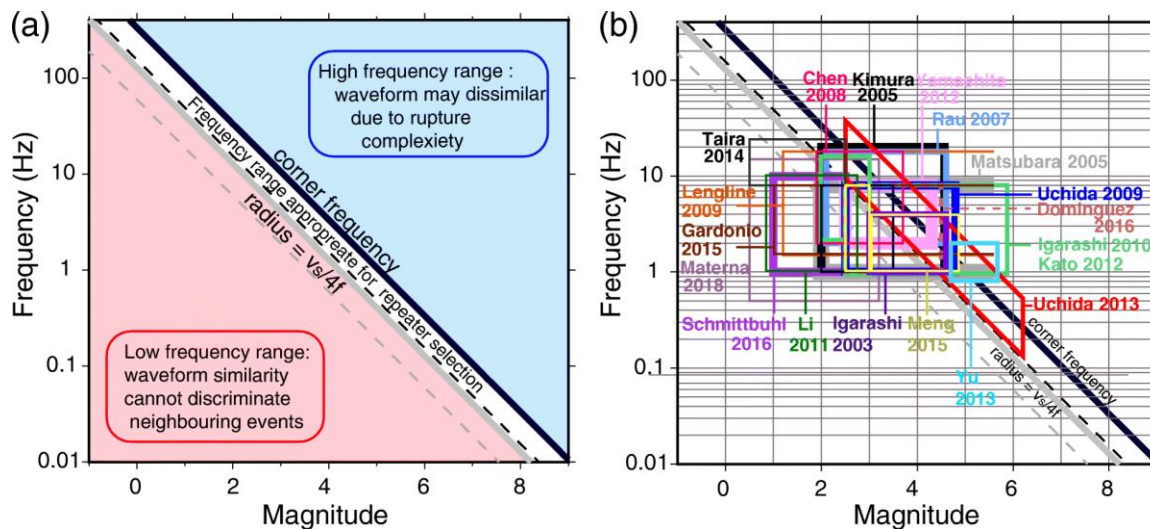 (a)
Frequency (Hz)
100
10
1
0.1
0.01
0
2
4
6
8
Magnitude
High frequency range :
waveform may dissimilar
due to rupture
complexiety
corner frequency
Frequency range appropreate for repeater selection
radius = Vs/4f
Low frequency range:
waveform similarity
cannot discriminate
neighbouring events
(b)
Frequency (Hz)
100
10
1
0.1
0.01
0
2
4
6
8
Magnitude
Chen
2008
Kimura
2005
Yamashita
2012
Rau 2007
Taira
2014
Matsubara 2005
Lengline
2009
Uchida 2009
Dominguez
2016
Gardonio
2015
Igarashi 2010
Kato 2012
Materna
2018
Uchida 2013
Schmittbuhl
2016
Li
2011
Igarashi
2003
Meng
2015
Yu
2013
corner frequency
radius = Vs/4f